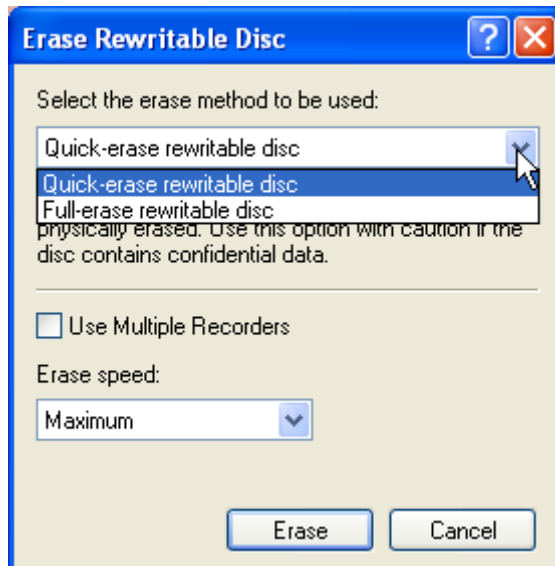 Erase Rewritable Disc
Select the erase method to be used:
Quick-erase rewritable disc
Quick-erase rewritable disc
Full-erase rewritable disc
physically erased. Use this option with caution if the
disc contains confidential data.
Use Multiple Recorders
Erase speed:
Maximum
Erase
Cancel